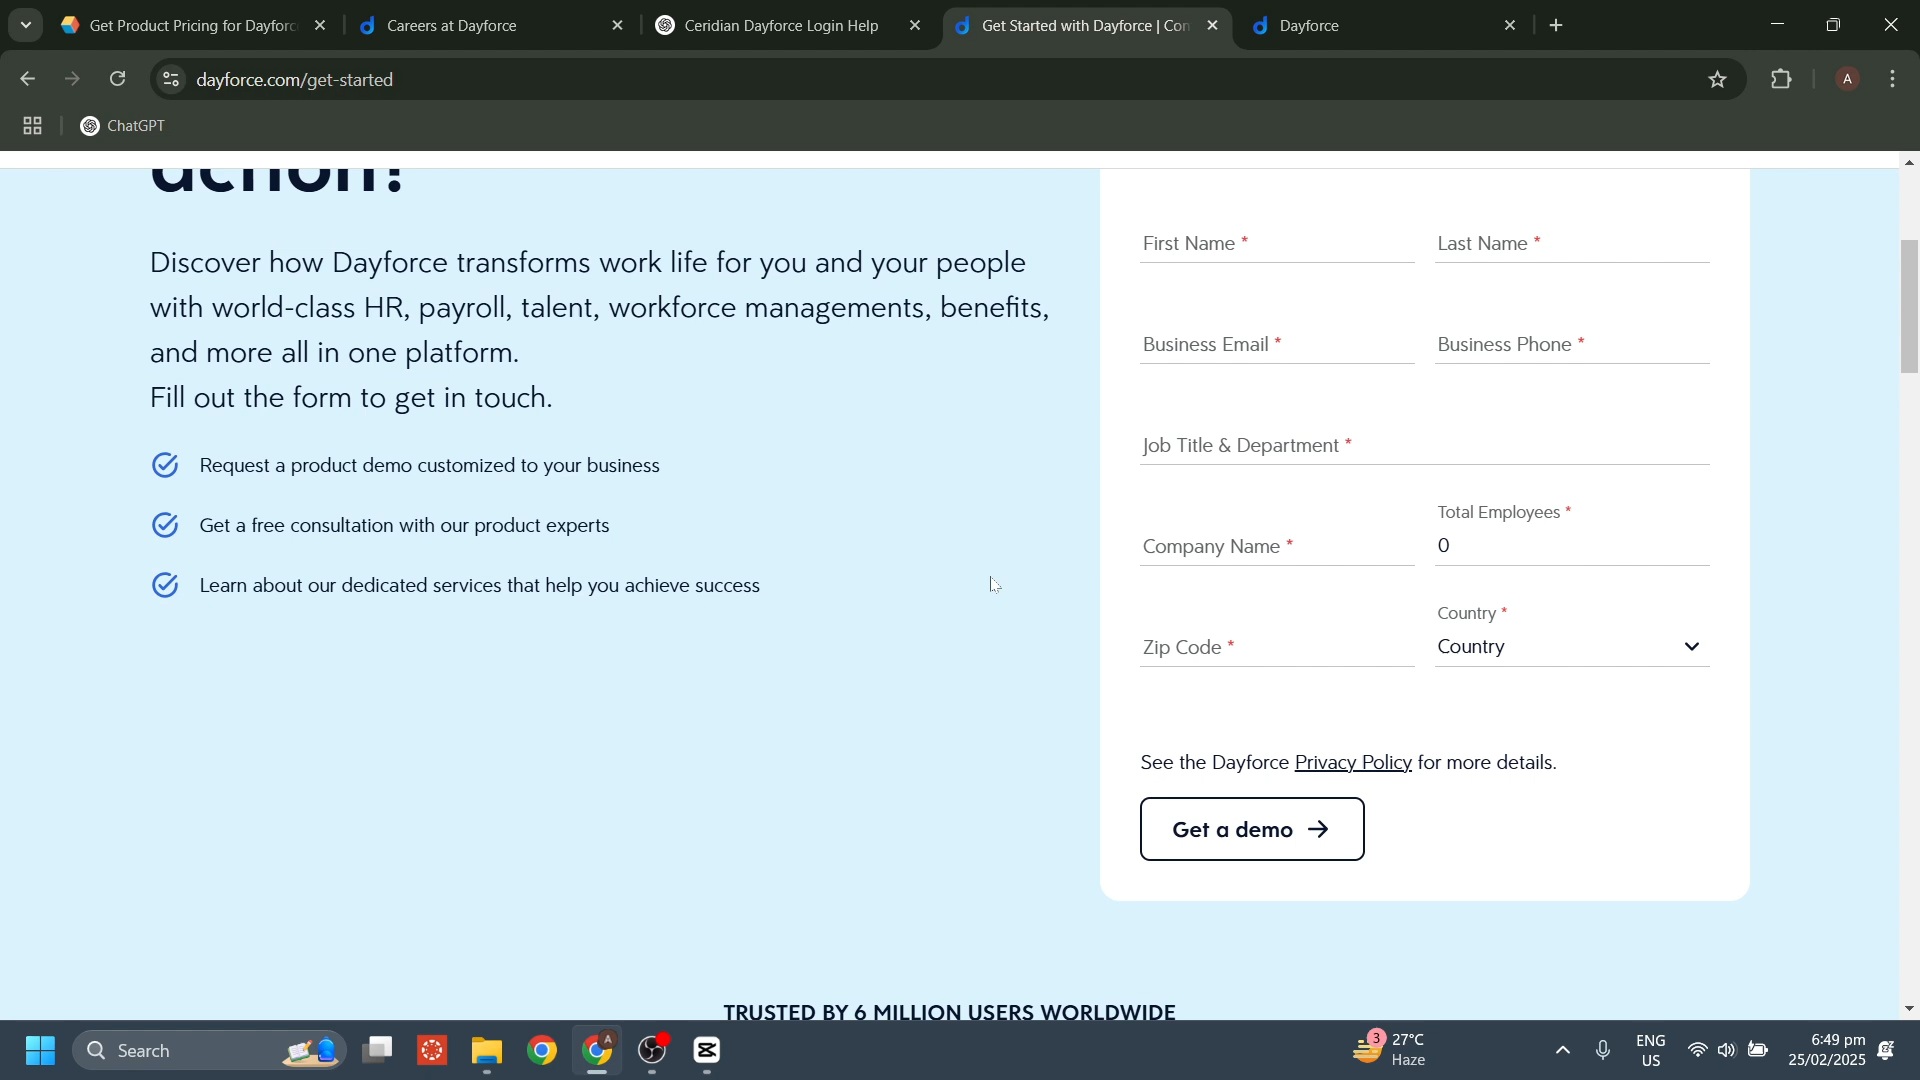 Get Product Pricing for Dayforc
Careers at Dayforce
Ceridian Dayforce Login Help
Get Started with Dayforce | Con
Dayforce
dayforce.com/get-started
A
ChatGPT
action?
Discover how Dayforce transforms work life for you and your people
with world-class HR, payroll, talent, workforce managements, benefits,
and more all in one platform.
Fill out the form to get in touch.
Request a product demo customized to your business
Get a free consultation with our product experts
Learn about our dedicated services that help you achieve success
First Name *
Last Name *
Business Email *
Business Phone *
Job Title & Department *
Total Employees *
Company Name *
0
Country *
Zip Code *
Country
See the Dayforce Privacy Policy for more details.
Get a demo
TRUSTED BY 6 MILLION USERS WORLDWIDE
Search
A
3
27°C
Haze
ENG
US
6:49 pm
25/02/2025